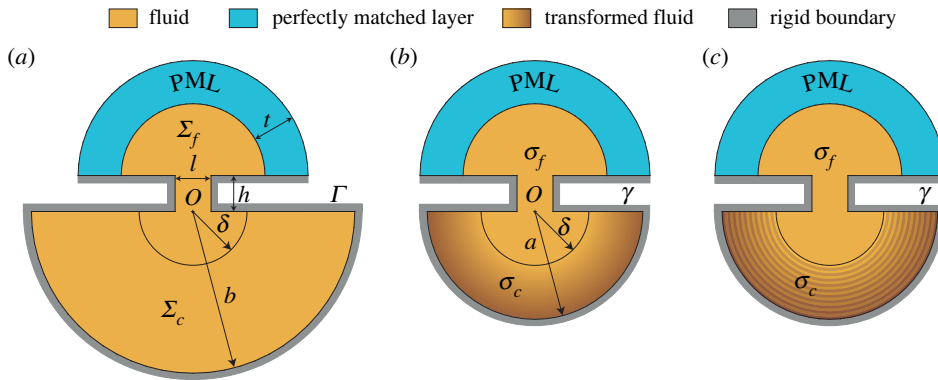 fluid perfectly matched layer transformed fluid rigid boundary
(a) (b) (c)
PML PML PML
t
Σf σf σf
l
h Γ γ γ
O O
δ δ
a
b
Σc σc σc